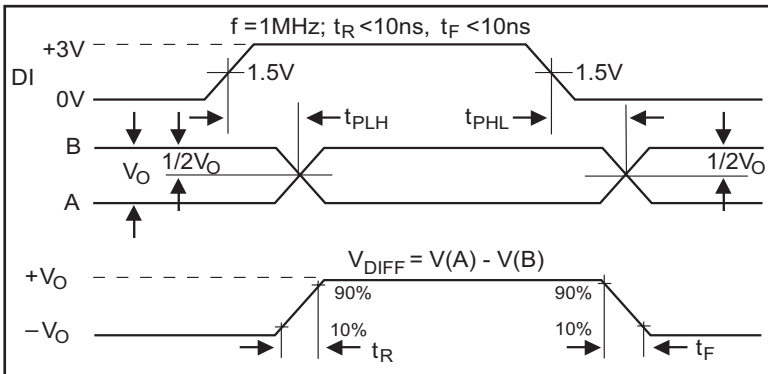 f = 1MHz; tR <10ns, tF <10ns
+3V
DI
1.5V
1.5V
0V
tPLH
tPHL
B
VO
1/2VO
1/2VO
A
VDIFF = V(A) - V(B)
+VO
90%
90%
–VO
10%
10%
tR
tF